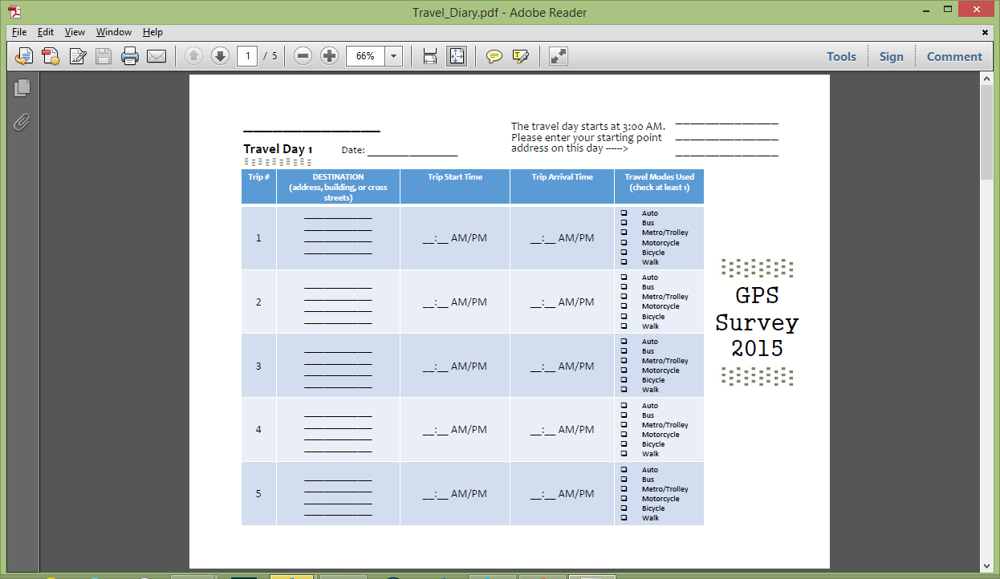 Travel_Diary.pdf - Adobe Reader
File Edit View Window Help
1 / 5 66% Tools Sign Comment
The travel day starts at 3:00 AM. ________________
Please enter your starting point ________________
address on this day ------> ________________
___________________
Travel Day 1 Date: ________________
Trip # DESTINATION Trip Start Time Trip Arrival Time Travel Modes Used
(address, building, or cross (check at least 1)
streets)
1 __:__ AM/PM __:__ AM/PM
Auto
Bus
Metro/Trolley
Motorcycle
Bicycle
Walk
2 __:__ AM/PM __:__ AM/PM
Auto
Bus
Metro/Trolley
Motorcycle
Bicycle
Walk
3 __:__ AM/PM __:__ AM/PM
Auto
Bus
Metro/Trolley
Motorcycle
Bicycle
Walk
4 __:__ AM/PM __:__ AM/PM
Auto
Bus
Metro/Trolley
Motorcycle
Bicycle
Walk
5 __:__ AM/PM __:__ AM/PM
Auto
Bus
Metro/Trolley
Motorcycle
Bicycle
Walk
GPS
Survey
2015